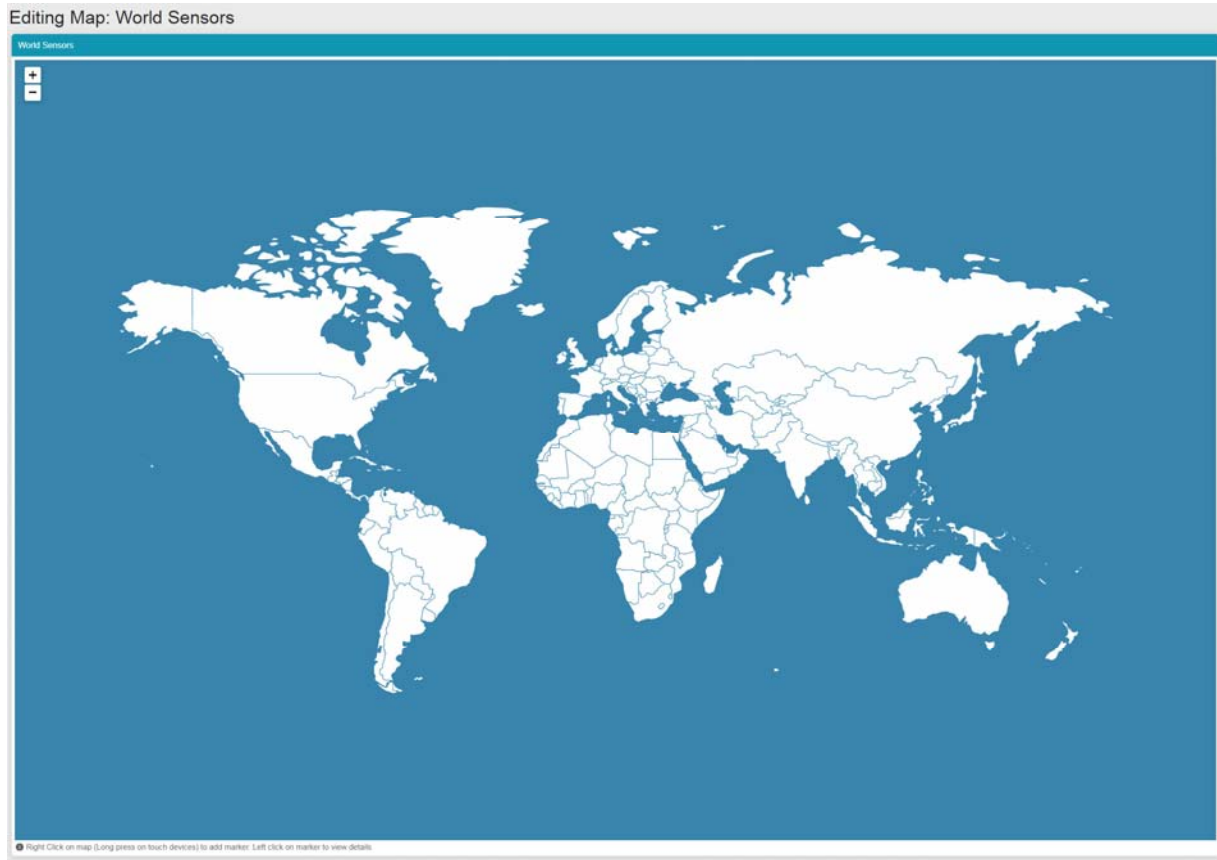 Editing Map: World Sensors
World Sensors
+
−
Right Click on map (Long press on touch devices) to add marker. Left click on marker to view details